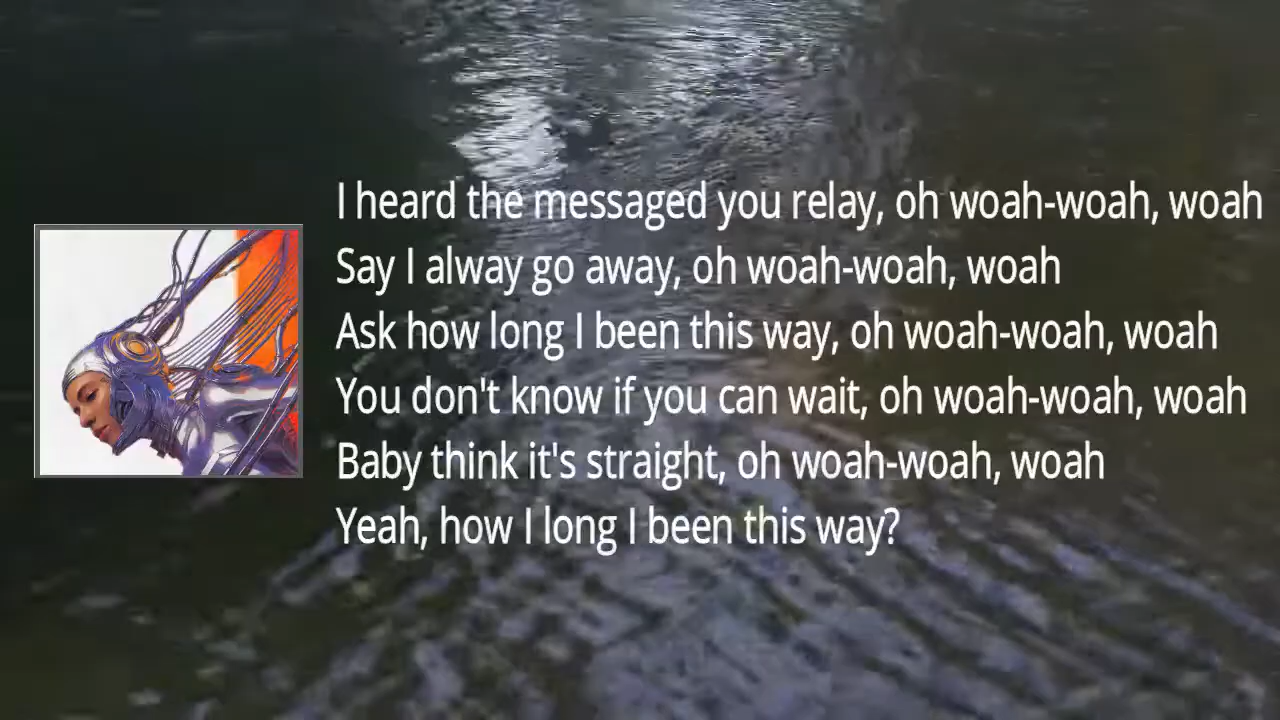 I heard the messaged you relay, oh woah-woah, woah
Say I alway go away, oh woah-woah, woah
Ask how long I been this way, oh woah-woah, woah
You don't know if you can wait, oh woah-woah, woah
Baby think it's straight, oh woah-woah, woah
Yeah, how I long I been this way?